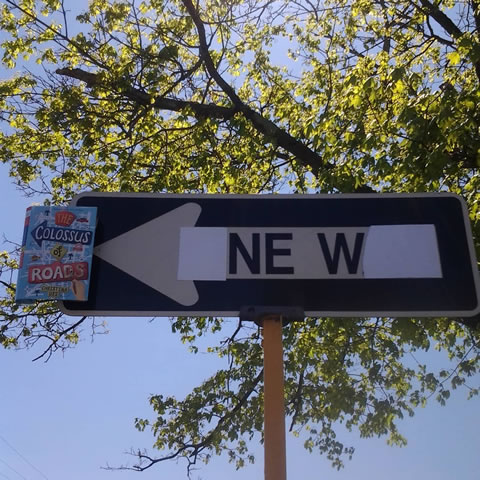 THE
COLOSSUS
OF
ROADS
NE W